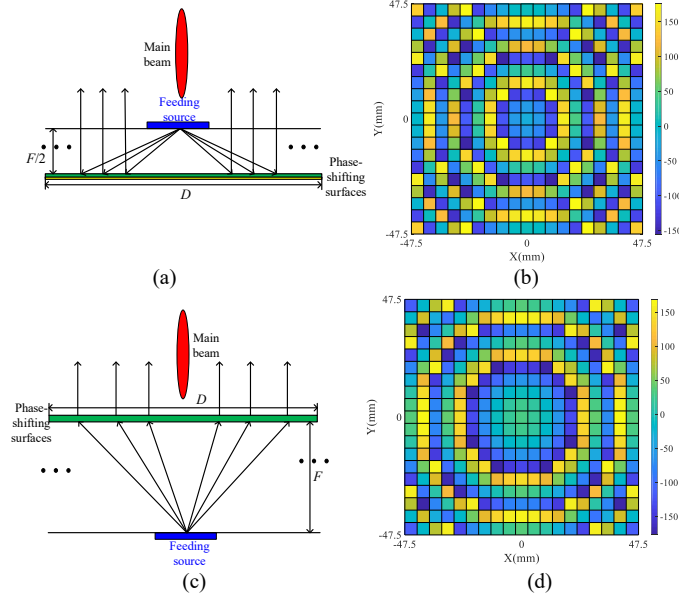 Main
beam
Feeding
source
F/2
Phase-
shifting
surfaces
D
(a)
47.5
Y(mm)
0
-47.5
-47.5
0
47.5
X(mm)
150
100
50
0
-50
-100
-150
(b)
Main
beam
D
Phase-
shifting
surfaces
F
Feeding
source
(c)
47.5
Y(mm)
0
-47.5
-47.5
0
47.5
X(mm)
150
100
50
0
-50
-100
-150
(d)